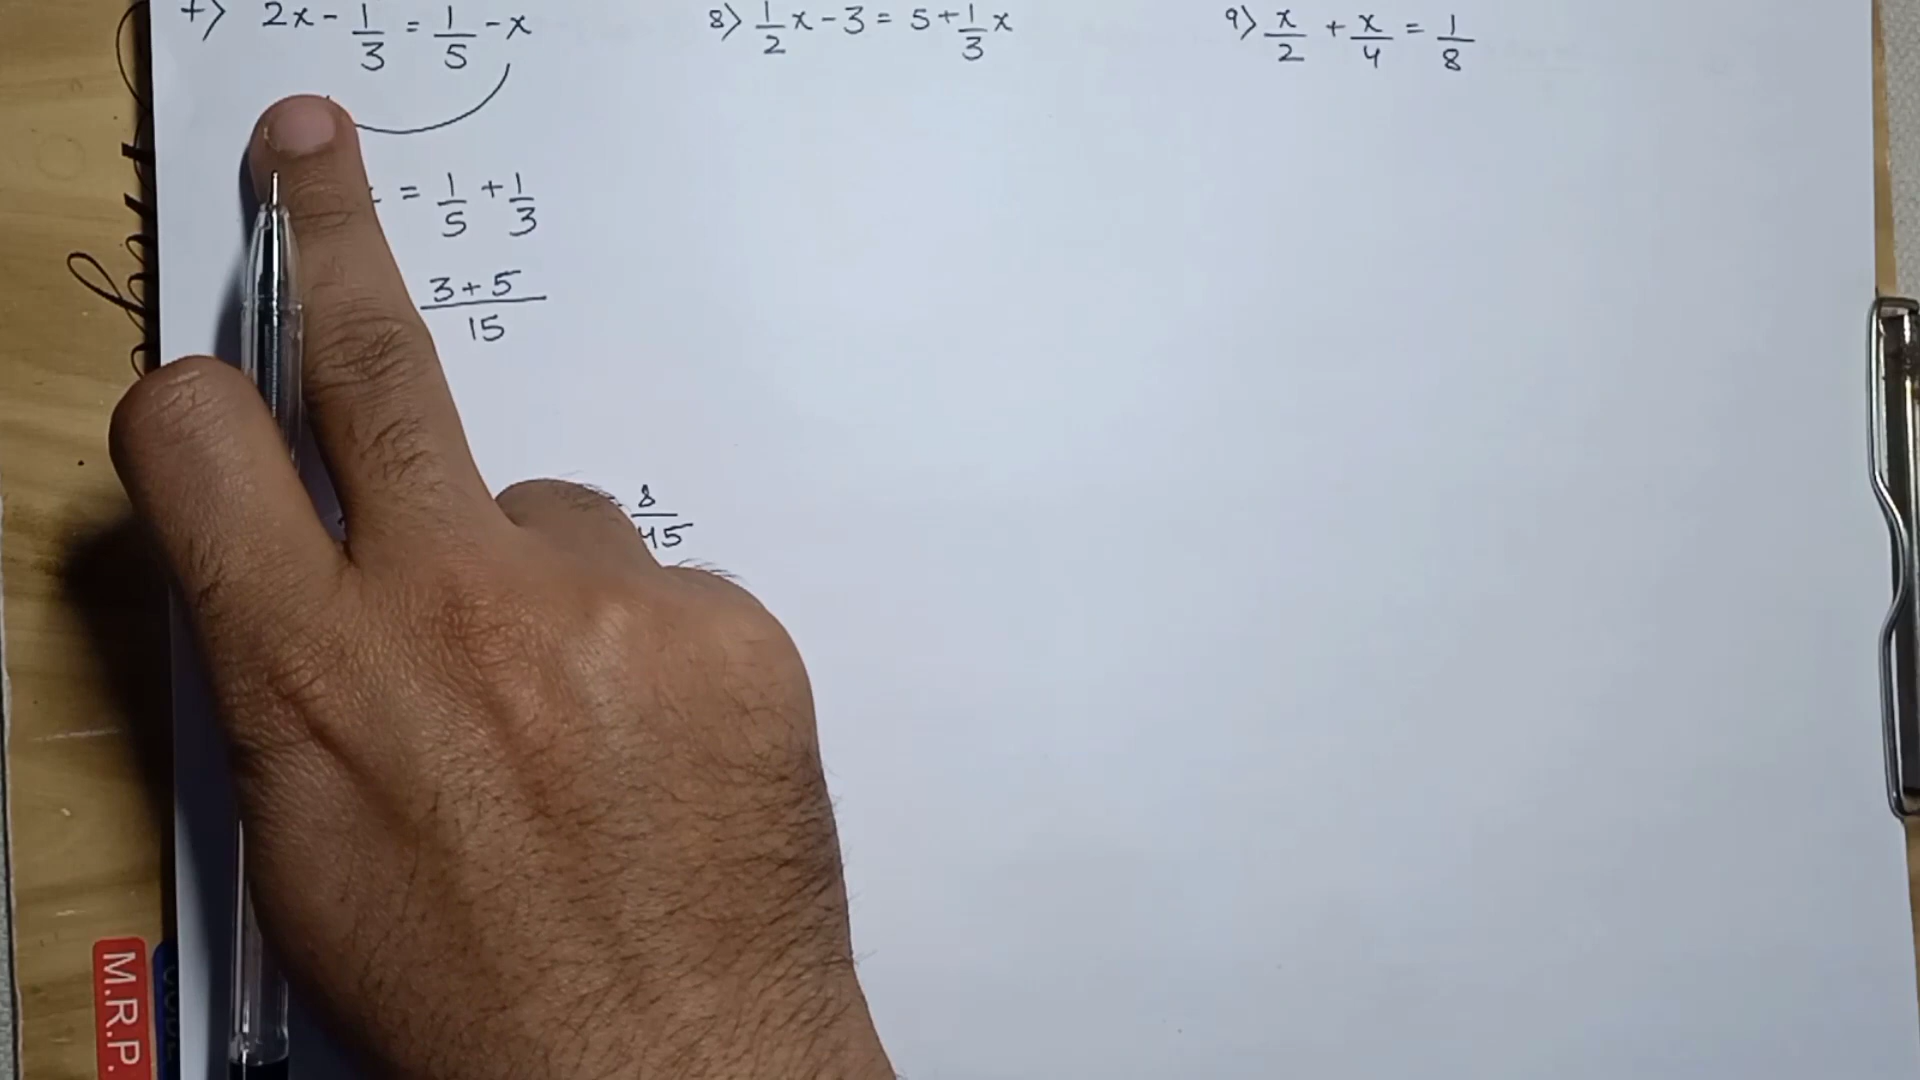 7) 2x - 1/3 = 1/5 - x
= 1/5 + 1/3
3 + 5
15
8/45
8) 1/2 x - 3 = 5 + 1/3 x
9) x/2 + x/4 = 1/8
M.R.P.